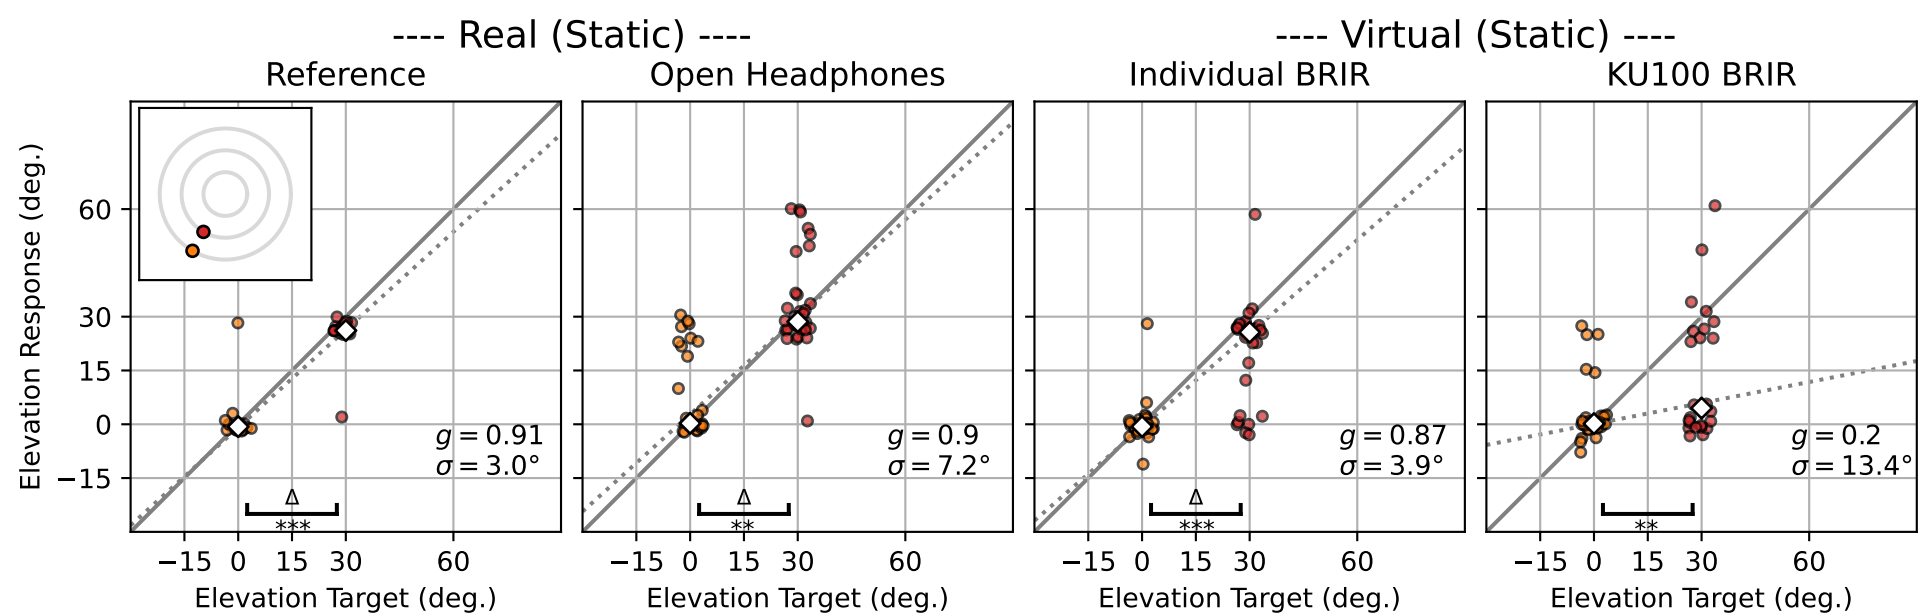 ---- Real (Static) ----
---- Virtual (Static) ----
Reference
Open Headphones
Individual BRIR
KU100 BRIR
Elevation Response (deg.)
60
30
15
0
−15
g = 0.91
σ = 3.0°
Δ
***
g = 0.9
σ = 7.2°
Δ
**
g = 0.87
σ = 3.9°
Δ
***
g = 0.2
σ = 13.4°
**
−15 0 15 30 60
−15 0 15 30 60
−15 0 15 30 60
−15 0 15 30 60
Elevation Target (deg.)
Elevation Target (deg.)
Elevation Target (deg.)
Elevation Target (deg.)